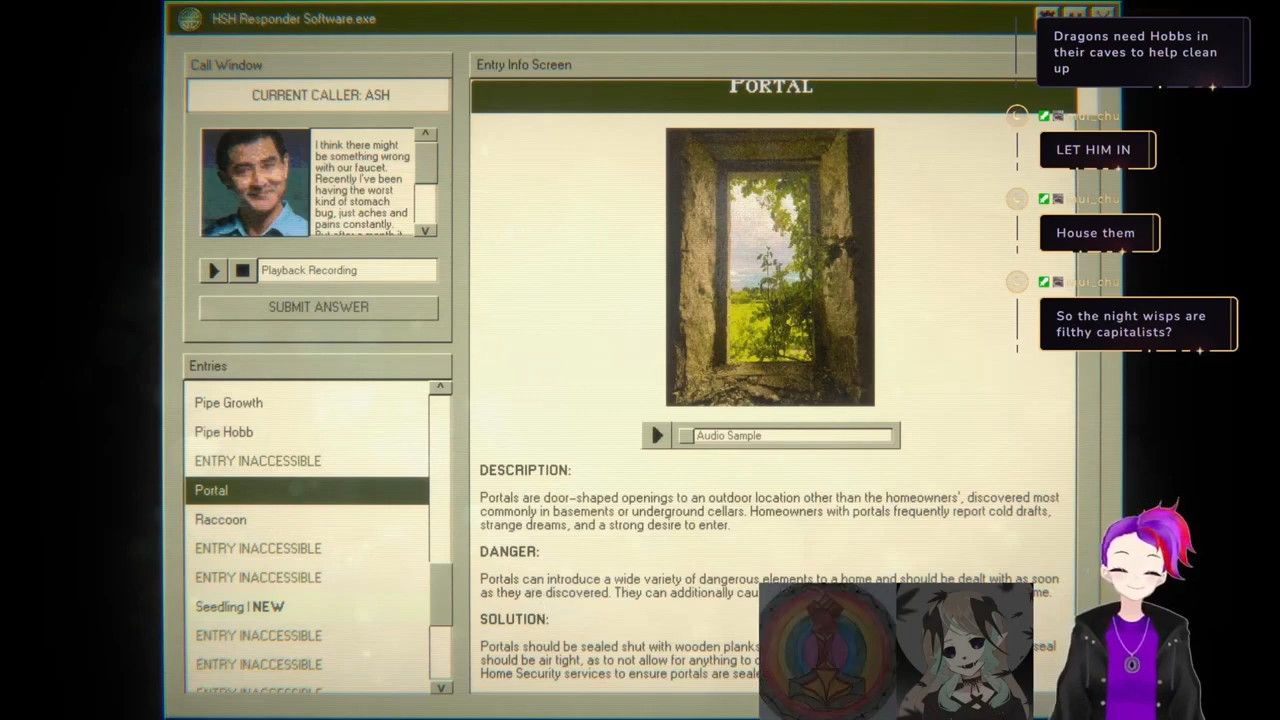 HSH Responder Software.exe
Call Window
CURRENT CALLER: ASH
I think there might
be something wrong
with our faucet.
Recently I've been
having the worst
kind of stomach
bug, just aches and
pains constantly.
But after a month it
Playback Recording
SUBMIT ANSWER
Entries
Pipe Growth
Pipe Hobb
ENTRY INACCESSIBLE
Portal
Raccoon
ENTRY INACCESSIBLE
ENTRY INACCESSIBLE
Seedling | NEW
ENTRY INACCESSIBLE
ENTRY INACCESSIBLE
ENTRY INACCESSIBLE
Entry Info Screen
PORTAL
Audio Sample
DESCRIPTION:
Portals are door-shaped openings to an outdoor location other than the homeowners', discovered most
commonly in basements or underground cellars. Homeowners with portals frequently report cold drafts,
strange dreams, and a strong desire to enter.
DANGER:
Portals can introduce a wide variety of dangerous elements to a home and should be dealt with as soon
as they are discovered. They can additionally
SOLUTION:
Portals should be sealed shut with wooden planks
seal
should be air tight, as to not allow for anything to
Home Security services to ensure portals are
Dragons need Hobbs in
their caves to help clean
up
LET HIM IN
House them
So the night wisps are
filthy capitalists?